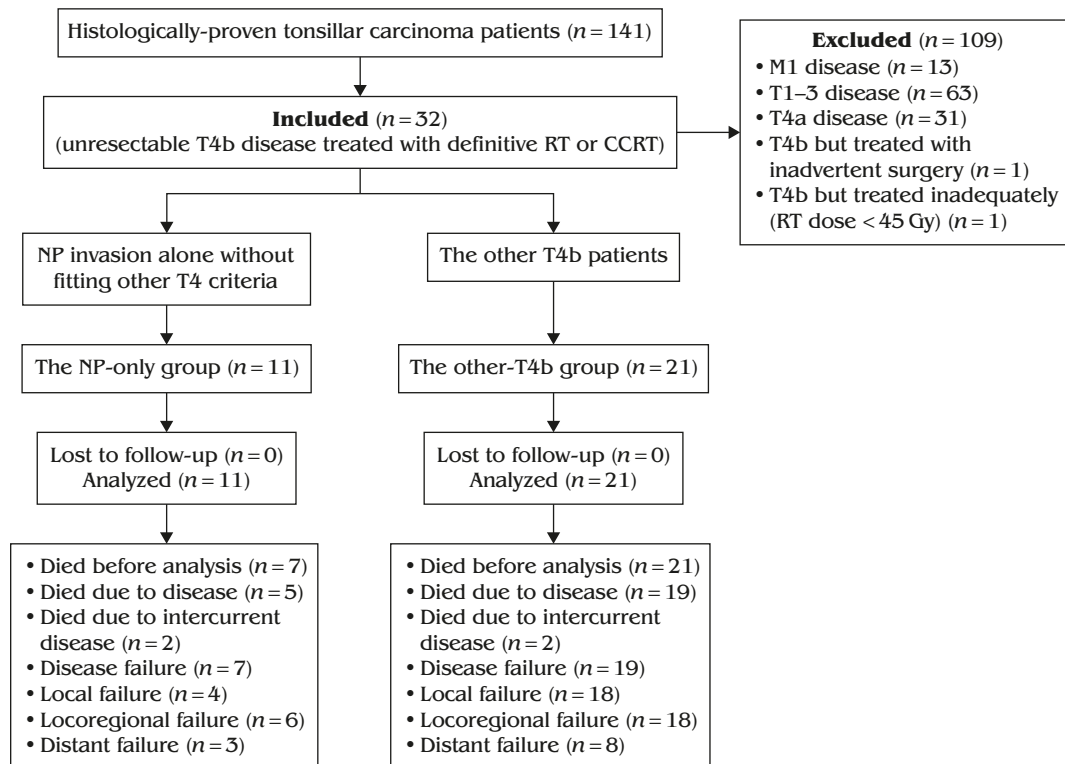 Histologically-proven tonsillar carcinoma patients (n=141)
Excluded (n=109)
• M1 disease (n=13)
• T1–3 disease (n=63)
• T4a disease (n=31)
• T4b but treated with
inadvertent surgery (n=1)
• T4b but treated inadequately
(RT dose <45 Gy) (n=1)
Included (n=32)
(unresectable T4b disease treated with definitive RT or CCRT)
NP invasion alone without
fitting other T4 criteria
The other T4b patients
The NP-only group (n=11)
The other-T4b group (n=21)
Lost to follow-up (n=0)
Analyzed (n=11)
Lost to follow-up (n=0)
Analyzed (n=21)
• Died before analysis (n=7)
• Died due to disease (n=5)
• Died due to intercurrent
disease (n=2)
• Disease failure (n=7)
• Local failure (n=4)
• Locoregional failure (n=6)
• Distant failure (n=3)
• Died before analysis (n=21)
• Died due to disease (n=19)
• Died due to intercurrent
disease (n=2)
• Disease failure (n=19)
• Local failure (n=18)
• Locoregional failure (n=18)
• Distant failure (n=8)